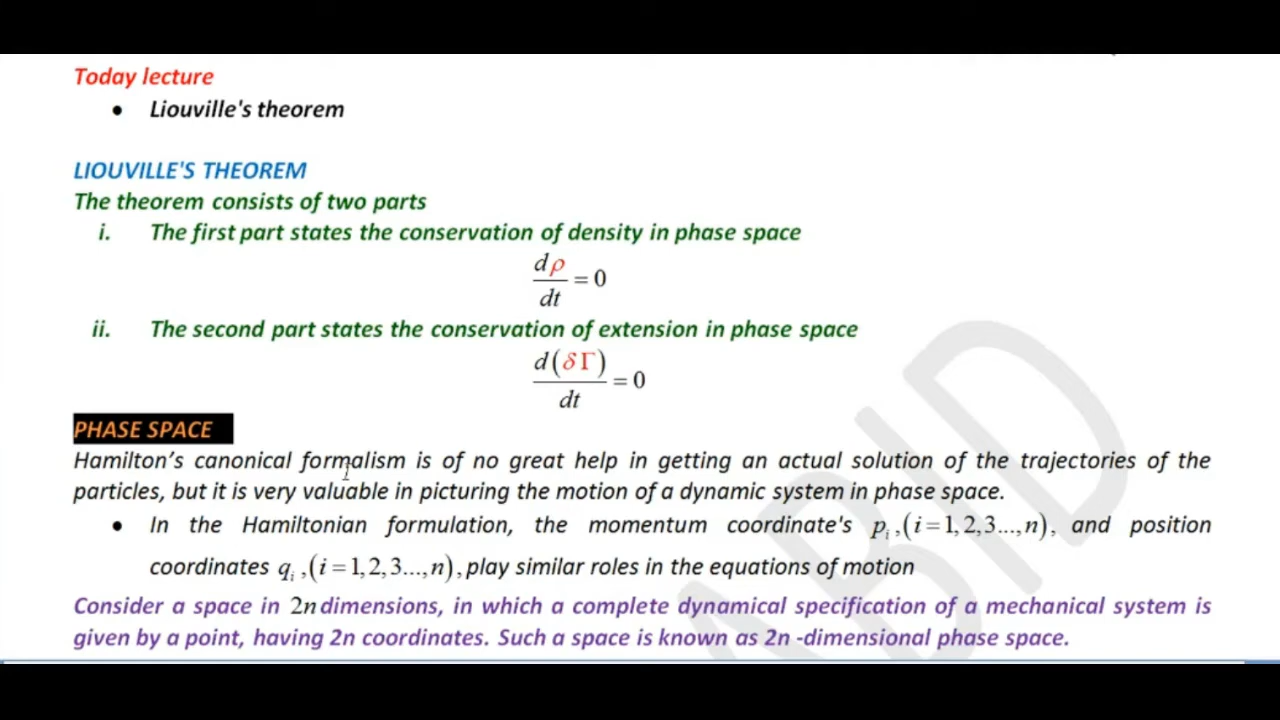 Today lecture
• Liouville's theorem
LIOUVILLE'S THEOREM
The theorem consists of two parts
i. The first part states the conservation of density in phase space
dρ/dt = 0
ii. The second part states the conservation of extension in phase space
d(δΓ)/dt = 0
PHASE SPACE
Hamilton's canonical formalism is of no great help in getting an actual solution of the trajectories of the
particles, but it is very valuable in picturing the motion of a dynamic system in phase space.
• In the Hamiltonian formulation, the momentum coordinate's pᵢ ,(i = 1, 2, 3..., n), and position
coordinates qᵢ ,(i = 1, 2, 3..., n), play similar roles in the equations of motion
Consider a space in 2n dimensions, in which a complete dynamical specification of a mechanical system is
given by a point, having 2n coordinates. Such a space is known as 2n -dimensional phase space.
ABID